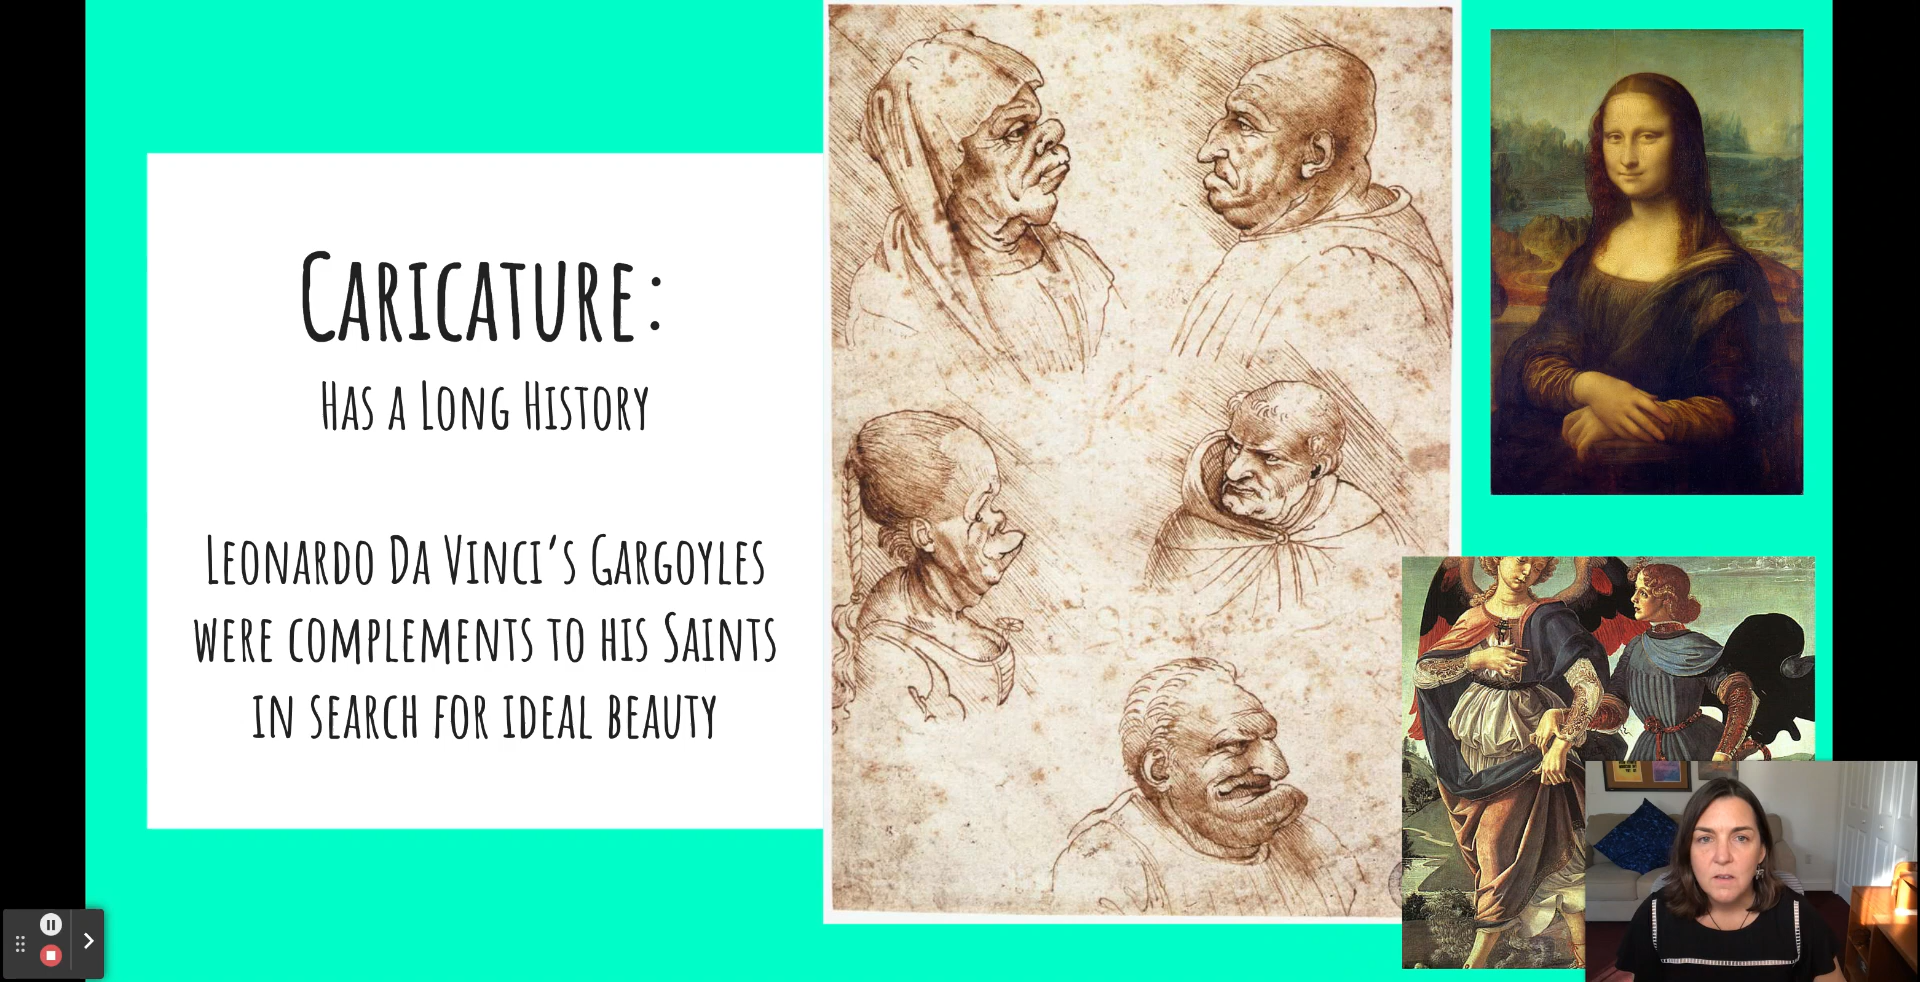 Caricature:
Has a Long History
Leonardo Da Vinci's Gargoyles
were complements to his Saints
in search for ideal beauty